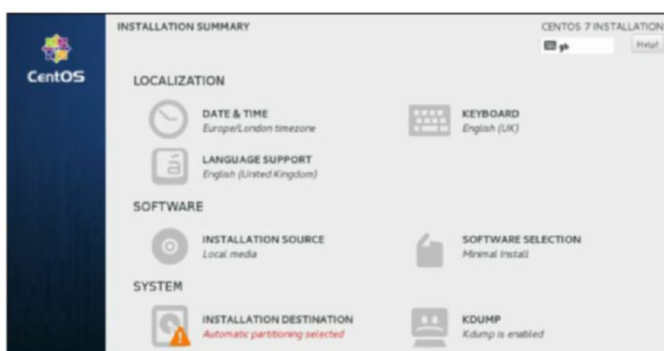 INSTALLATION SUMMARY
CENTOS 7 INSTALLATION
gb
Help!
CentOS
LOCALIZATION
DATE & TIME
Europe/London timezone
KEYBOARD
English (UK)
LANGUAGE SUPPORT
English (United Kingdom)
SOFTWARE
INSTALLATION SOURCE
Local media
SOFTWARE SELECTION
Minimal Install
SYSTEM
INSTALLATION DESTINATION
Automatic partitioning selected
KDUMP
Kdump is enabled